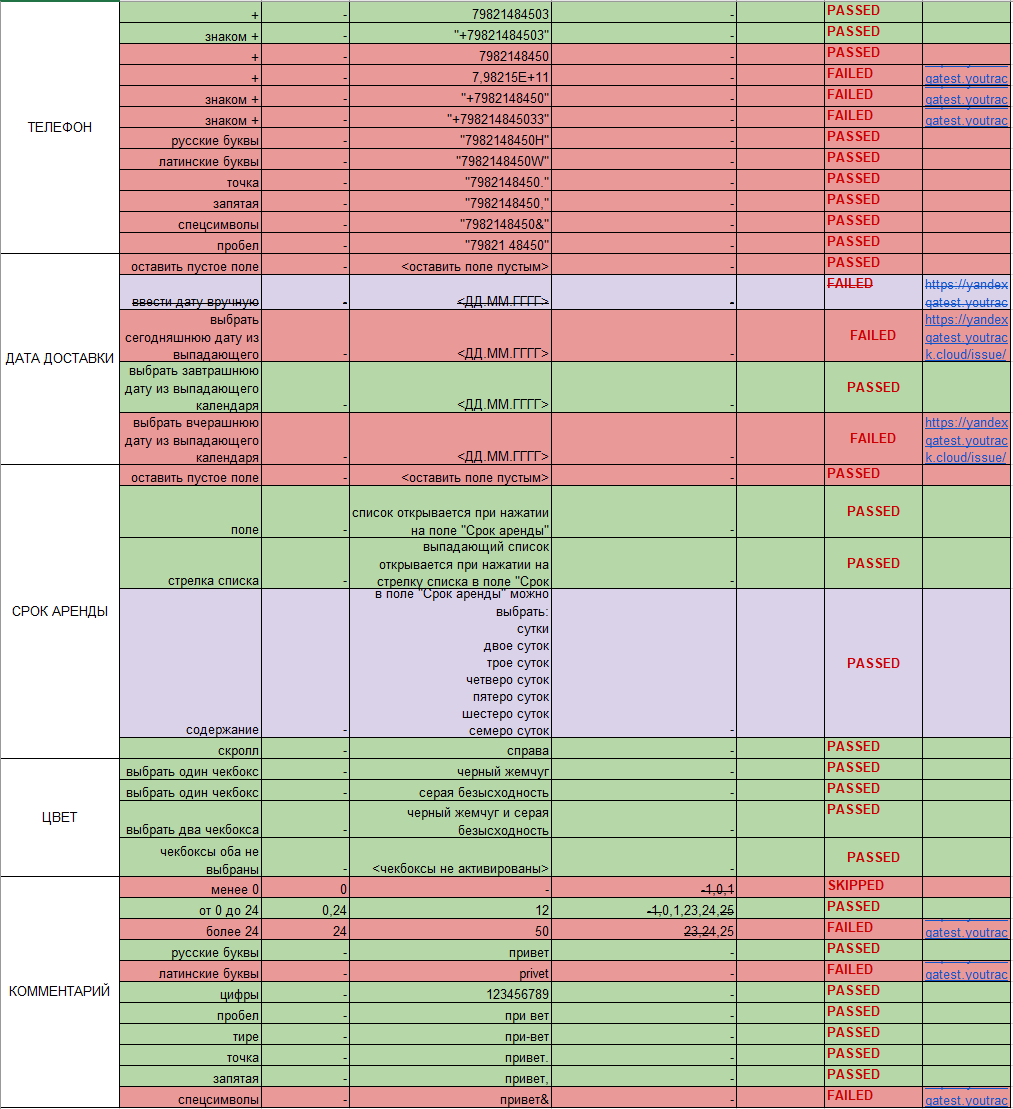 ТЕЛЕФОН
+ - 79821484503 - PASSED
знаком + - "+79821484503" - PASSED
+ - 7982148450 - PASSED
+ - 7,98215E+11 - FAILED qatest.youtrac
знаком + - "+7982148450" - FAILED qatest.youtrac
знаком + - "+798214845033" - FAILED qatest.youtrac
русские буквы - "7982148450Н" - PASSED
латинские буквы - "7982148450W" - PASSED
точка - "7982148450." - PASSED
запятая - "7982148450," - PASSED
спецсимволы - "7982148450&" - PASSED
пробел - "79821 48450" - PASSED
ДАТА ДОСТАВКИ
оставить пустое поле - <оставить поле пустым> - PASSED
ввести дату вручную - <ДД.ММ.ГГГГ> - FAILED
https://yandex
qatest.youtrac
выбрать
сегодняшнюю дату из
выпадающего - <ДД.ММ.ГГГГ> - FAILED
https://yandex
qatest.youtrac
k.cloud/issue/
выбрать завтрашнюю
дату из выпадающего
календаря - <ДД.ММ.ГГГГ> - PASSED
выбрать вчерашнюю
дату из выпадающего
календаря - <ДД.ММ.ГГГГ> - FAILED
https://yandex
qatest.youtrac
k.cloud/issue/
СРОК АРЕНДЫ
оставить пустое поле - <оставить поле пустым> - PASSED
поле -
список открывается при нажатии
на поле "Срок аренды" - PASSED
стрелка списка -
выпадающий список
открывается при нажатии на
стрелку списка в поле "Срок - PASSED
содержание -
в поле "Срок аренды" можно
выбрать:
сутки
двое суток
трое суток
четверо суток
пятеро суток
шестеро суток
семеро суток - PASSED
скролл - справа - PASSED
ЦВЕТ
выбрать один чекбокс - черный жемчуг - PASSED
выбрать один чекбокс - серая безысходность - PASSED
выбрать два чекбокса -
черный жемчуг и серая
безысходность - PASSED
чекбоксы оба не
выбраны - <чекбоксы не активированы> - PASSED
КОММЕНТАРИЙ
менее 0 0 - -1,0,1 SKIPPED
от 0 до 24 0,24 12 -1,0,1,23,24,25 PASSED
более 24 24 50 23,24,25 FAILED qatest.youtrac
русские буквы - привет - PASSED
латинские буквы - privet - FAILED qatest.youtrac
цифры - 123456789 - PASSED
пробел - при вет - PASSED
тире - при-вет - PASSED
точка - привет. - PASSED
запятая - привет, - PASSED
спецсимволы - привет& - FAILED qatest.youtrac